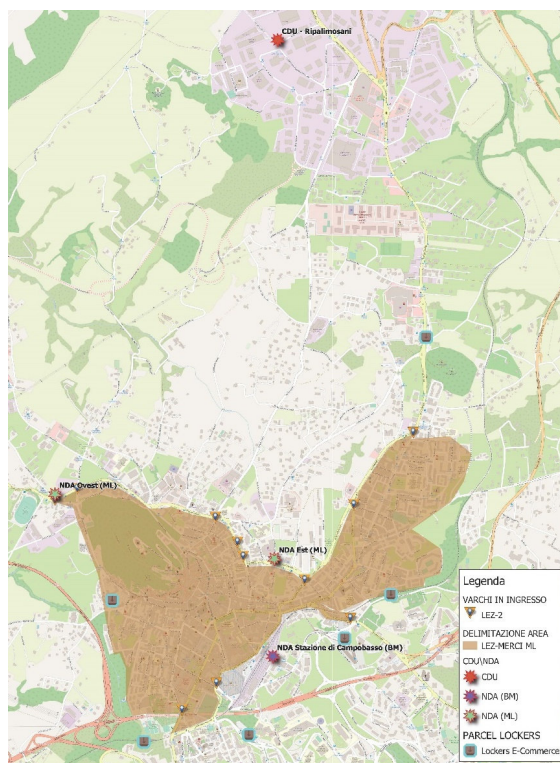 CDU - Ripalimosani
NDA Ovest (ML)
NDA Est (ML)
NDA Stazione di Campobasso (BM)
Legenda
VARCHI IN INGRESSO
LEZ-2
DELIMITAZIONE AREA
LEZ-MERCI ML
CDU\NDA
CDU
NDA (BM)
NDA (ML)
PARCEL LOCKERS
Lockers E-Commerce